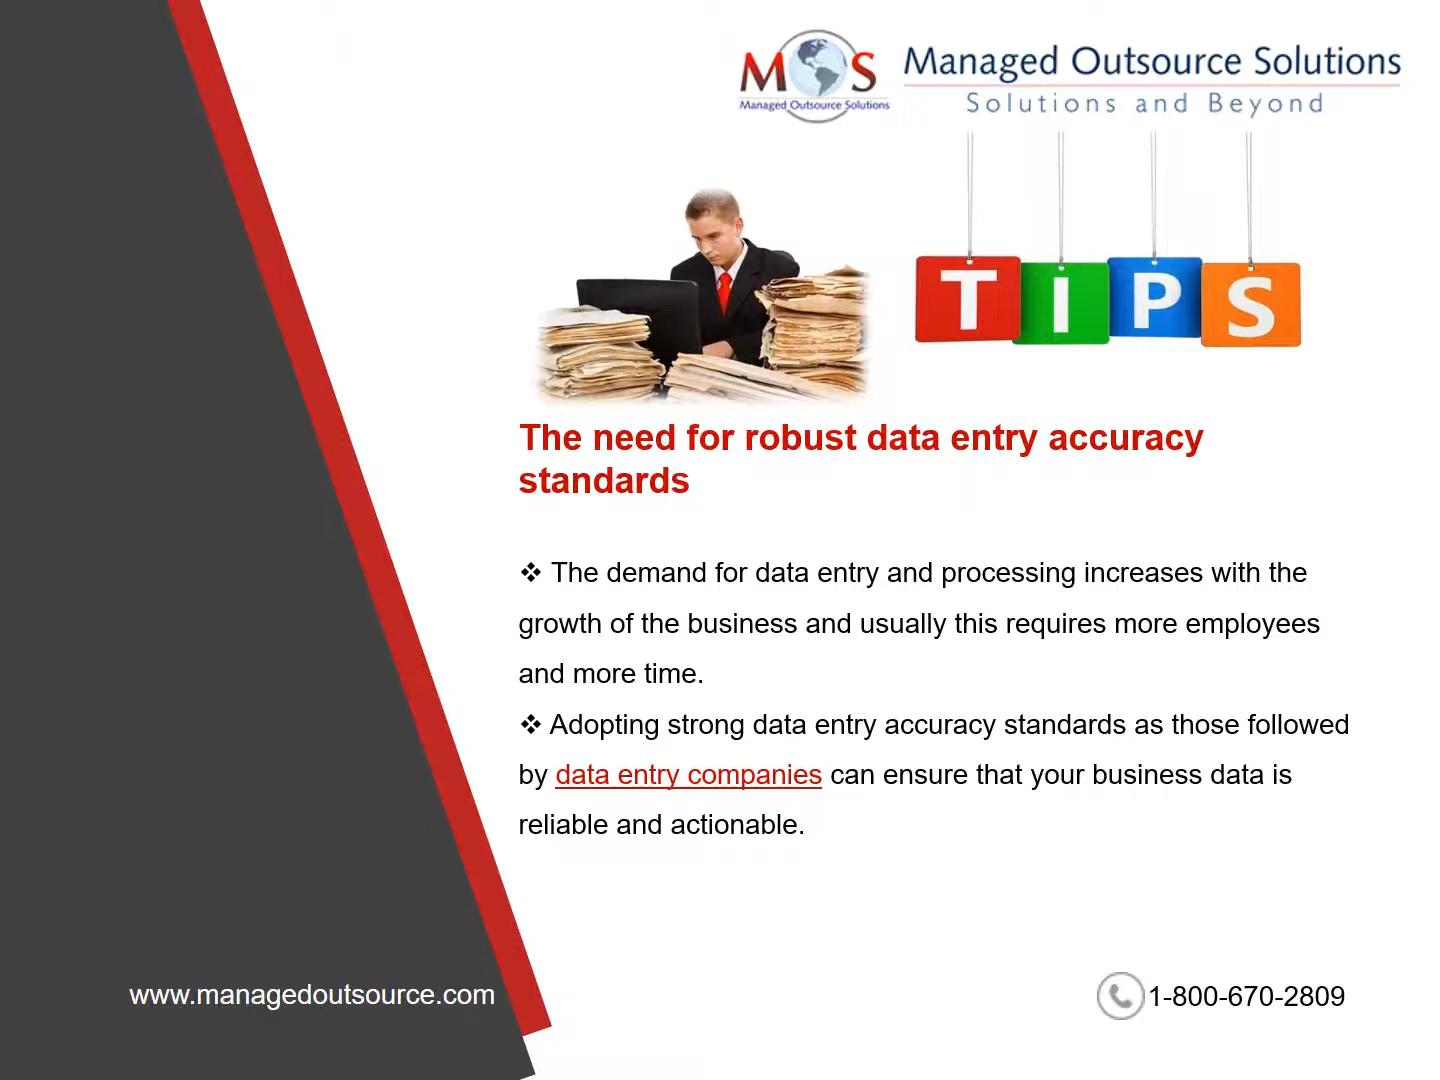 MOS
Managed Outsource Solutions
Managed Outsource Solutions
Solutions and Beyond
TIPS
The need for robust data entry accuracy
standards
❖ The demand for data entry and processing increases with the
growth of the business and usually this requires more employees
and more time.
❖ Adopting strong data entry accuracy standards as those followed
by data entry companies can ensure that your business data is
reliable and actionable.
www.managedoutsource.com
1-800-670-2809